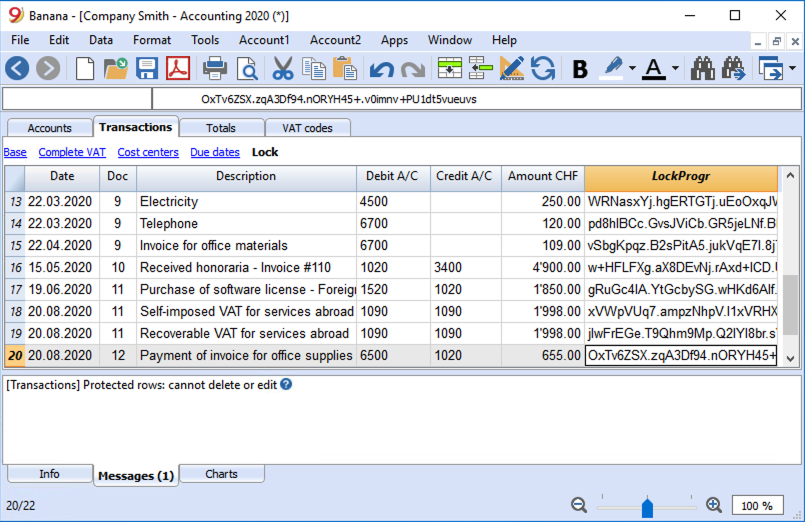 Banana - [Company Smith - Accounting 2020 (*)]
File Edit Data Format Tools Account1 Account2 Apps Window Help
B A
OxTv6ZSX.zqA3Df94.nORYH45+.v0imnv+PU1dt5vueuvs
Accounts Transactions Totals VAT codes
Base Complete VAT Cost centers Due dates Lock
Date Doc Description Debit A/C Credit A/C Amount CHF LockProgr
13 22.03.2020 9 Electricity 4500 250.00 WRNasxYj.hgERTGTj.uEoOxqJW
14 22.03.2020 9 Telephone 6700 120.00 pd8hIBCc.GvsJViCb.GR5jeLNf.B
15 22.04.2020 9 Invoice for office materials 6700 109.00 vSbgKpqz.B2sPitA5.jukVqE7I.8j
16 15.05.2020 10 Received honoraria - Invoice #110 1020 3400 4'900.00 w+HFLFXg.aX8DEvNj.rAxd+ICD.
17 19.06.2020 11 Purchase of software license - Foreig 1520 1020 1'850.00 gRuGc4IA.YtGcbySG.wHKd6Alf.
18 20.08.2020 11 Self-imposed VAT for services abroad 1090 1090 1'998.00 xVWpVUq7.ampzNhpV.I1xVRHX
19 20.08.2020 11 Recoverable VAT for services abroad 1090 1090 1'998.00 jlwFrEGe.T9Qhm9Mp.Q2IYI8br.s
20 20.08.2020 12 Payment of invoice for office supplies 6500 1020 655.00 OxTv6ZSX.zqA3Df94.nORYH45+
[Transactions] Protected rows: cannot delete or edit ?
Info Messages (1) Charts
20/22 100 %